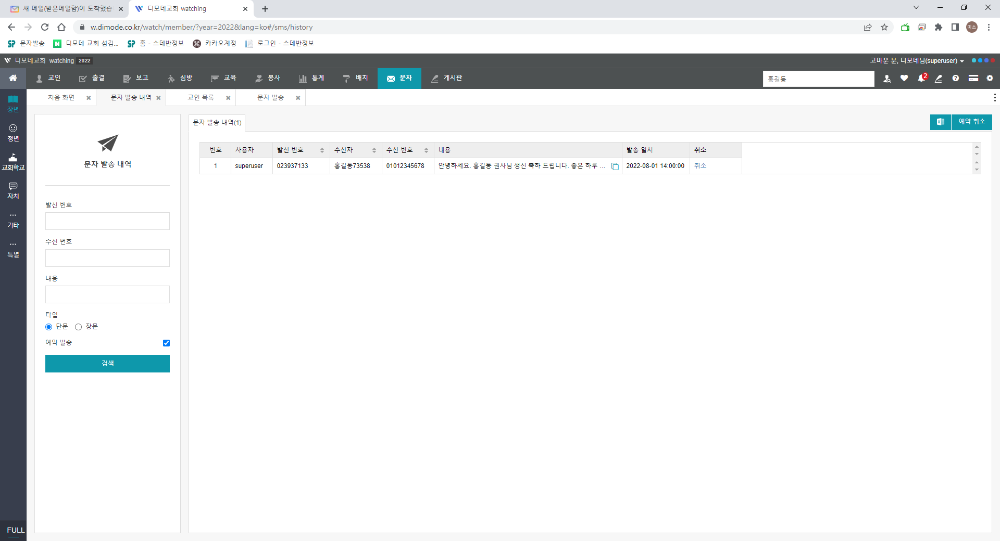 새 메일(받은메일함)이 도착했습
디모데교회 watching
w.dimode.co.kr/watch/member/?year=2022&lang=ko#/sms/history
미소
문자발송
디모데 교회 섬김...
홈 - 스데반정보
카카오계정
로그인 - 스데반정보
디모데교회 watching 2022
고마운 분, 디모데님(superuser)
교인
출결
보고
심방
교육
봉사
통계
배치
문자
게시판
홍길동
2
처음 화면
문자 발송 내역
교인 목록
문자 발송
장년
청년
교회학교
자치
기타
특별
FULL
문자 발송 내역
발신 번호
수신 번호
내용
타입
단문 장문
예약 발송
검색
문자 발송 내역(1)
예약 취소
번호 사용자 발신 번호 수신자 수신 번호 내용 발송 일시 취소
1 superuser 023937133 홍길동73538 01012345678 안녕하세요. 홍길동 권사님 생신 축하 드립니다. 좋은 하루 ... 2022-08-01 14:00:00 취소